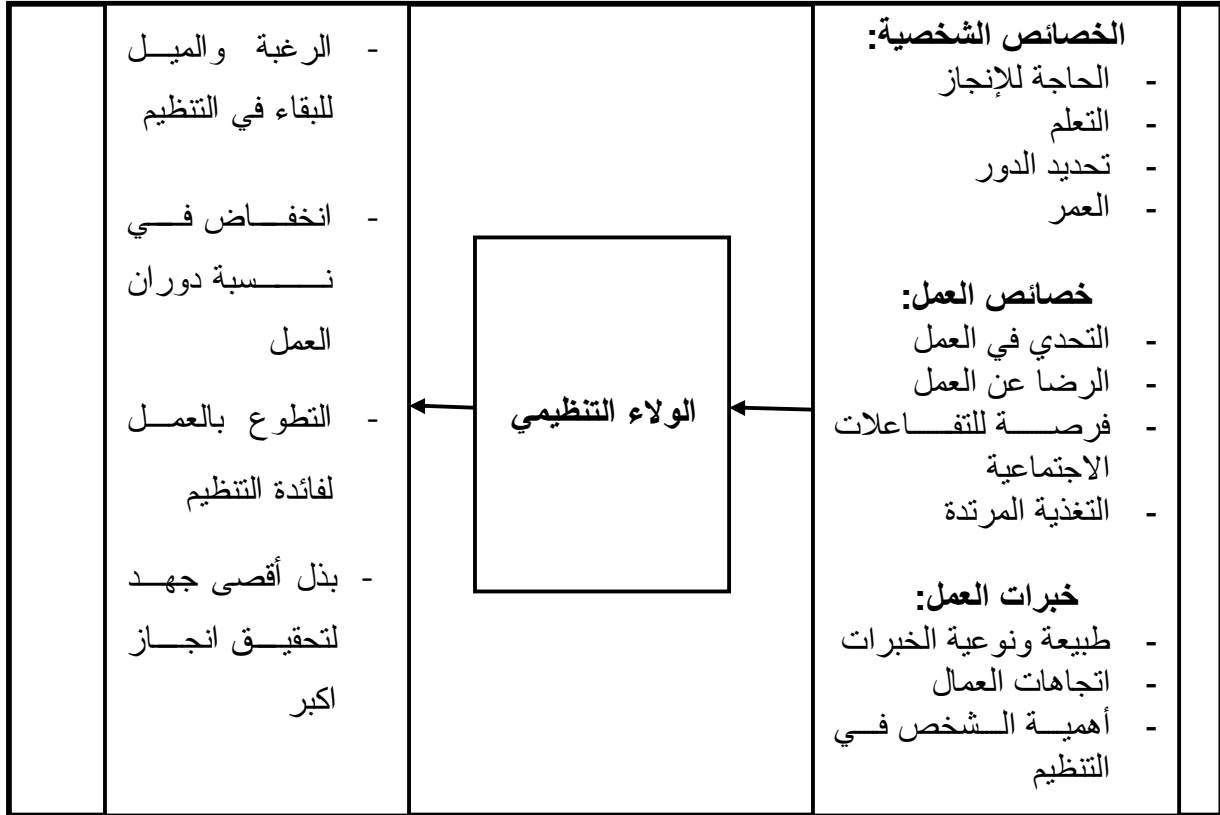 الخصائص الشخصية:
- الحاجة للإنجاز
- التعلم
- تحديد الدور
- العمر
خصائص العمل:
- التحدي في العمل
- الرضا عن العمل
- فرصة للتفاعلات
الاجتماعية
- التغذية المرتدة
خبرات العمل:
- طبيعة ونوعية الخبرات
- اتجاهات العمال
- أهمية الشخص في
التنظيم
الولاء التنظيمي
- الرغبة والميل
للبقاء في التنظيم
- انخفاض في
نسبة دوران
العمل
- التطوع بالعمل
لفائدة التنظيم
- بذل أقصى جهد
لتحقيق انجاز
اكبر